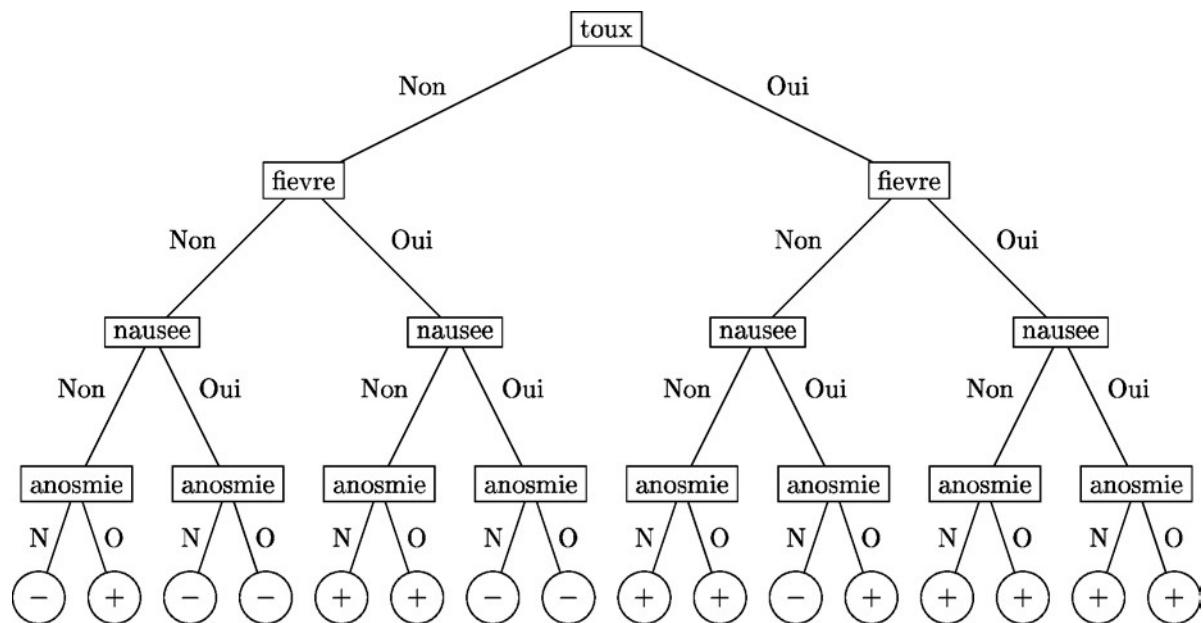 toux
Non Oui
fievre fievre
Non Oui Non Oui
nausee nausee nausee nausee
Non Oui Non Oui Non Oui Non Oui
anosmie anosmie anosmie anosmie anosmie anosmie anosmie anosmie
N O N O N O N O N O N O N O N O
− + − − + + − − + + − + + + + +